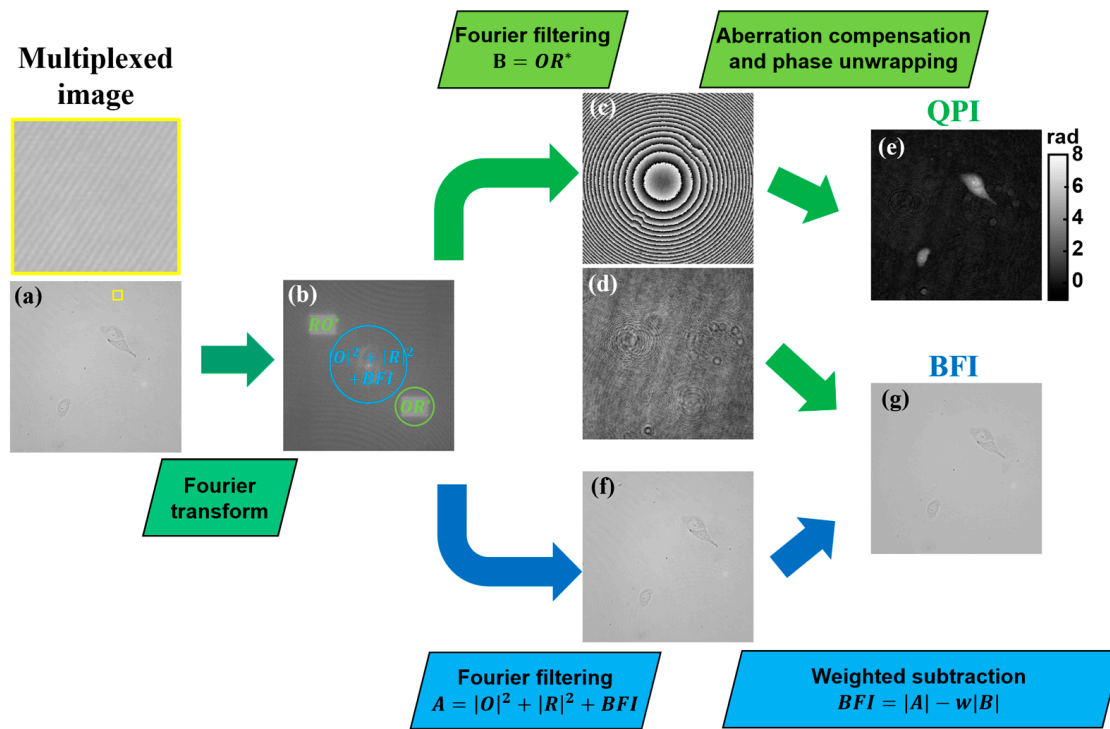 Multiplexed
image
(a)
Fourier
transform
(b)
RO*
|O|² + |R|²
+BFI
OR*
Fourier filtering
B = OR*
(c)
(d)
Aberration compensation
and phase unwrapping
QPI
(e)
rad
8
6
4
2
0
Fourier filtering
A = |O|² + |R|² + BFI
(f)
Weighted subtraction
BFI = |A| − w|B|
BFI
(g)